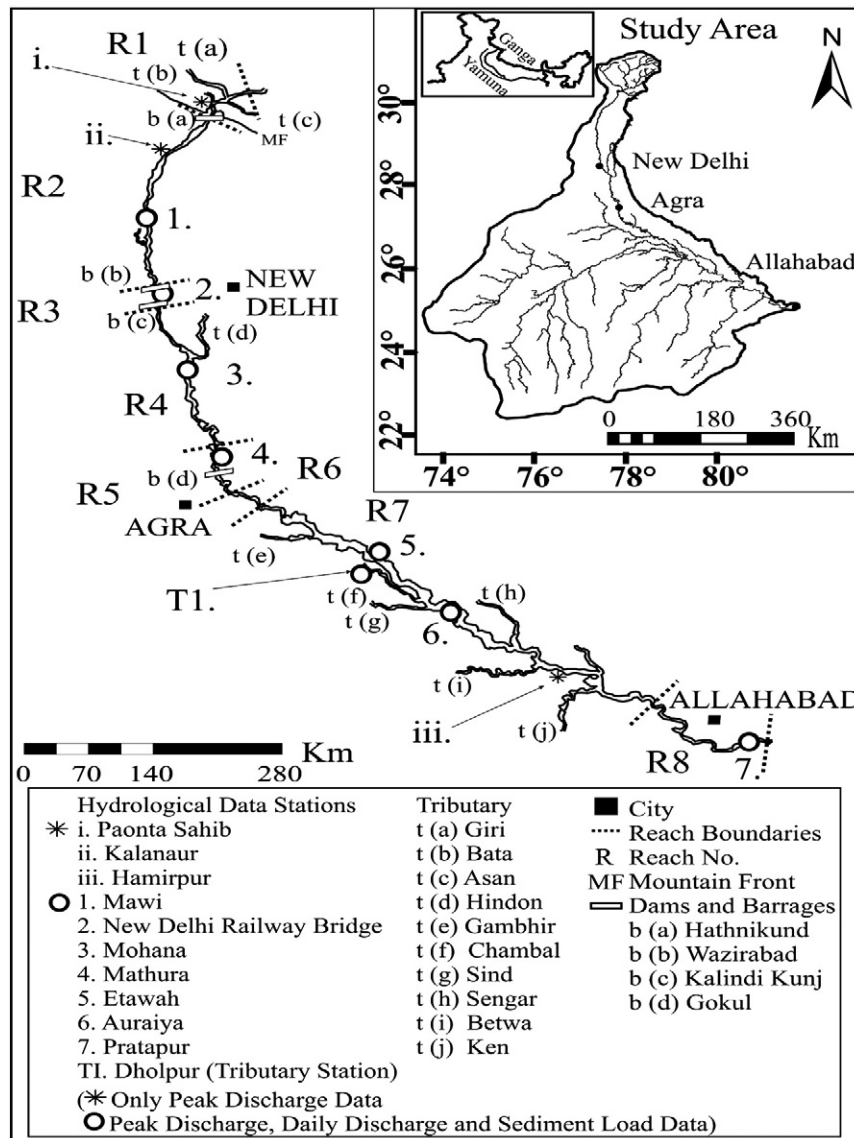 R1
t (a)
i.
t (b)
b (a)
t (c)
MF
ii.
R2
1.
b (b)
2.
NEW
DELHI
R3
b (c)
t (d)
3.
R4
4.
R6
R5
b (d)
AGRA
R7
5.
t (e)
T1.
t (f)
t (h)
t (g)
6.
t (i)
iii.
t (j)
ALLAHABAD
R8
7.
Km
0 70 140 280
Ganga
Yamuna
Study Area
N
30°
28°
26°
24°
22°
New Delhi
Agra
Allahabad
0 180 360
Km
74° 76° 78° 80°
Hydrological Data Stations
i. Paonta Sahib
ii. Kalanaur
iii. Hamirpur
1. Mawi
2. New Delhi Railway Bridge
3. Mohana
4. Mathura
5. Etawah
6. Auraiya
7. Pratapur
TI. Dholpur (Tributary Station)
(✳ Only Peak Discharge Data
Peak Discharge, Daily Discharge and Sediment Load Data)
Tributary
t (a) Giri
t (b) Bata
t (c) Asan
t (d) Hindon
t (e) Gambhir
t (f) Chambal
t (g) Sind
t (h) Sengar
t (i) Betwa
t (j) Ken
City
Reach Boundaries
R Reach No.
MF Mountain Front
Dams and Barrages
b (a) Hathnikund
b (b) Wazirabad
b (c) Kalindi Kunj
b (d) Gokul